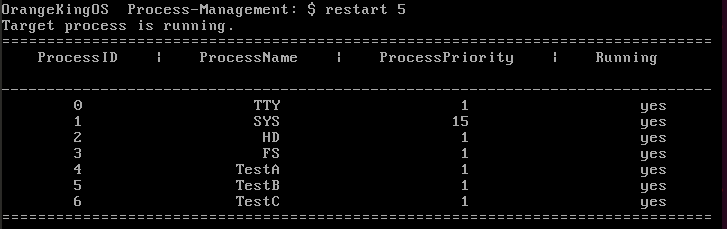 OrangeKingOS  Process-Management: $ restart 5
Target process is running.
===============================================================================
    ProcessID    |    ProcessName    |    ProcessPriority    |    Running
-------------------------------------------------------------------------------
        0                   TTY                    1                   yes
        1                   SYS                   15                   yes
        2                    HD                    1                   yes
        3                    FS                    1                   yes
        4                 TestA                    1                   yes
        5                 TestB                    1                   yes
        6                 TestC                    1                   yes
===============================================================================